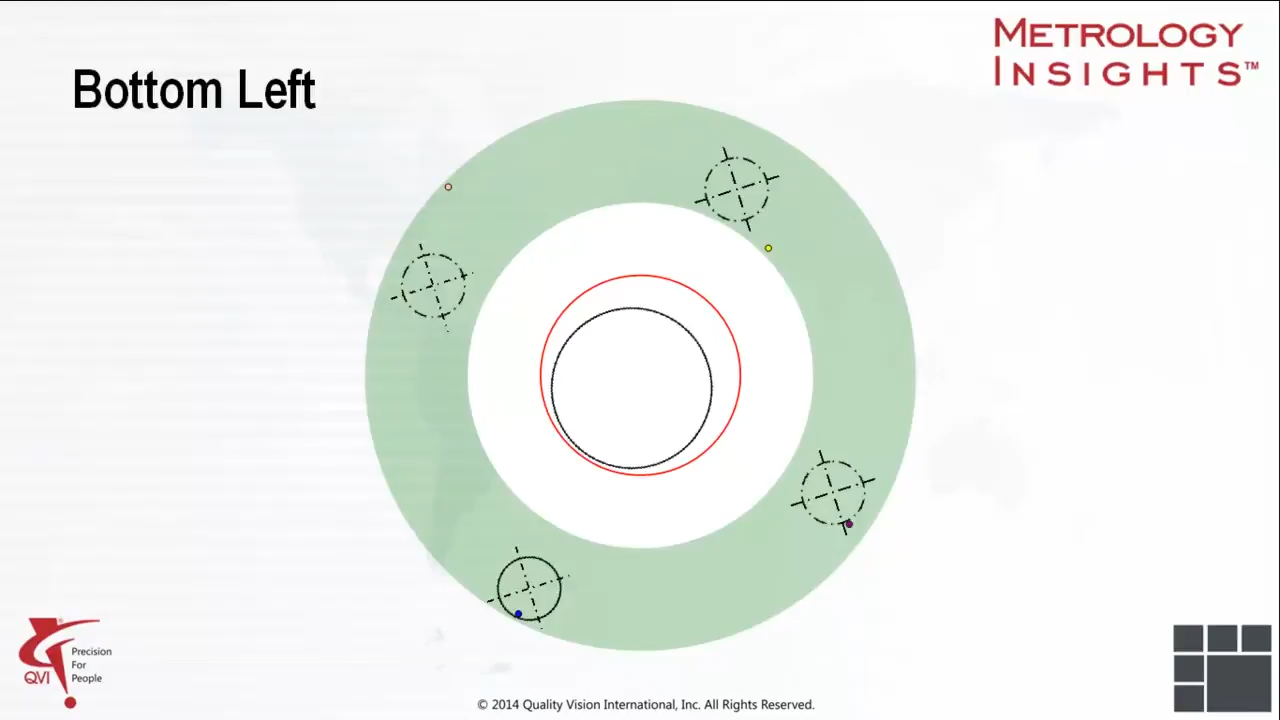 METROLOGY
INSIGHTS™
Bottom Left
QVI
Precision
For
People
© 2014 Quality Vision International, Inc. All Rights Reserved.